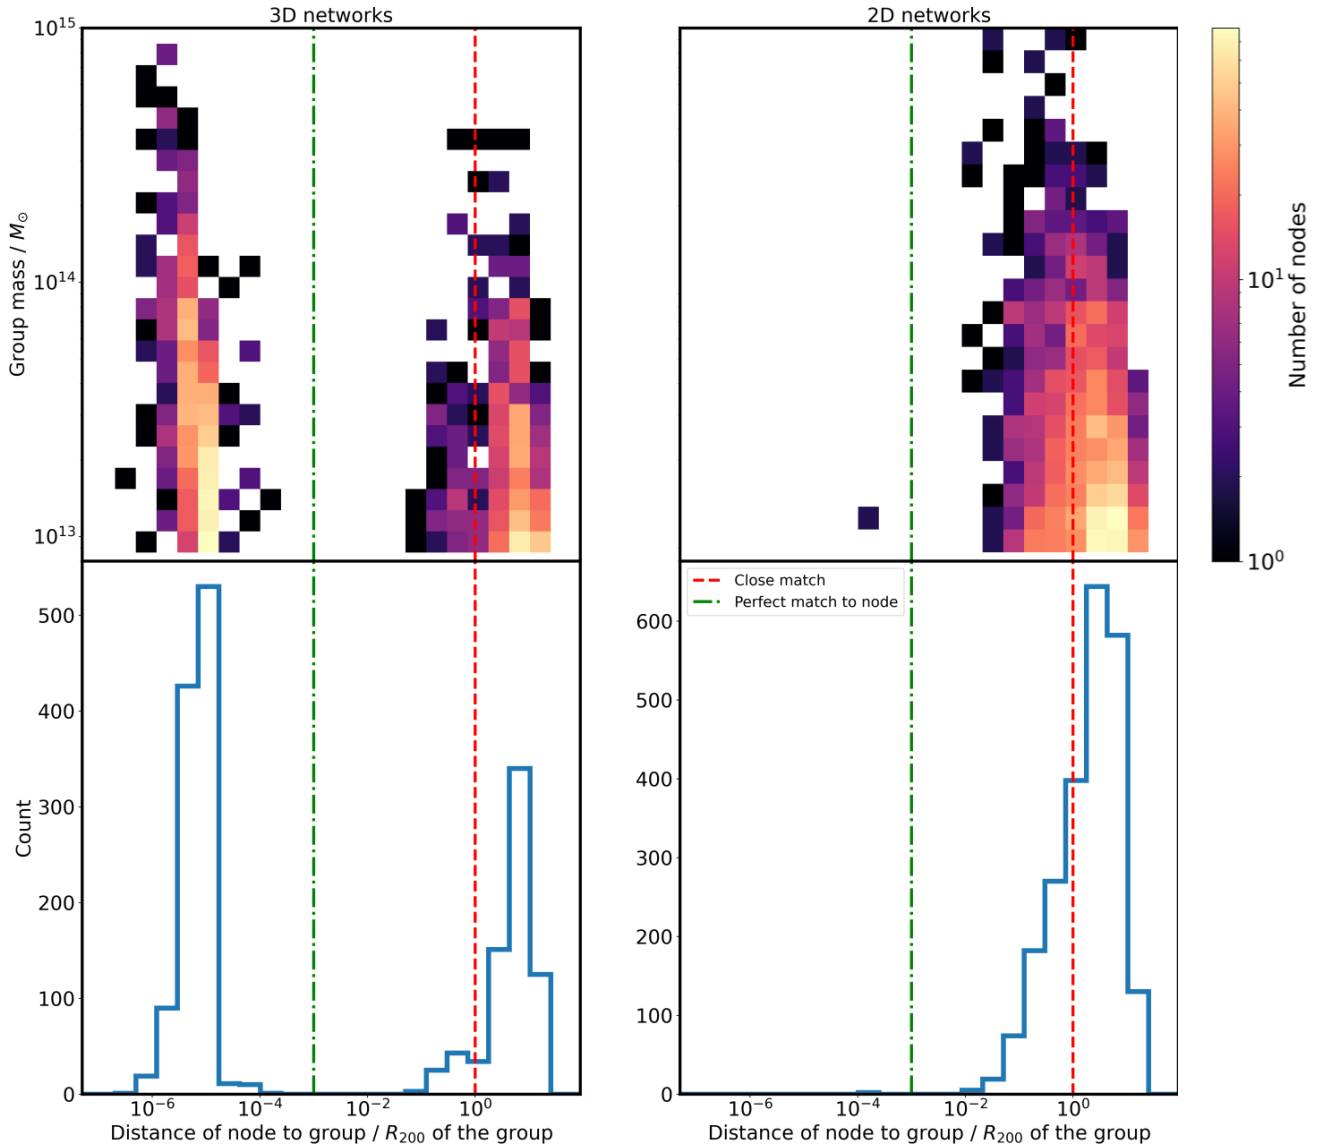 3D networks
2D networks
10^15
10^14
10^13
Group mass / M_⊙
10^1
10^0
Number of nodes
500
400
300
200
100
0
Count
10^-6
10^-4
10^-2
10^0
Distance of node to group / R_200 of the group
Close match
Perfect match to node
600
500
400
300
200
100
0
10^-6
10^-4
10^-2
10^0
Distance of node to group / R_200 of the group